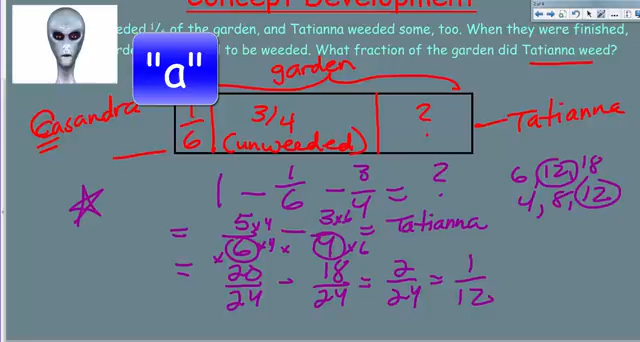 Concept Development
eeded 1/6 of the garden, and Tatianna weeded some, too. When they were finished,
to be weeded. What fraction of the garden did Tatianna weed?
"a"
garden
Casandra
1/6
3/4
(unweeded)
?
Tatianna
1 - 1/6 - 3/4 = ?
6, 12, 18
4, 8, 12
= 5×4/×6×4 - 3×6/×4×6 = Tatianna
= 20/24 - 18/24 = 2/24 = 1/12